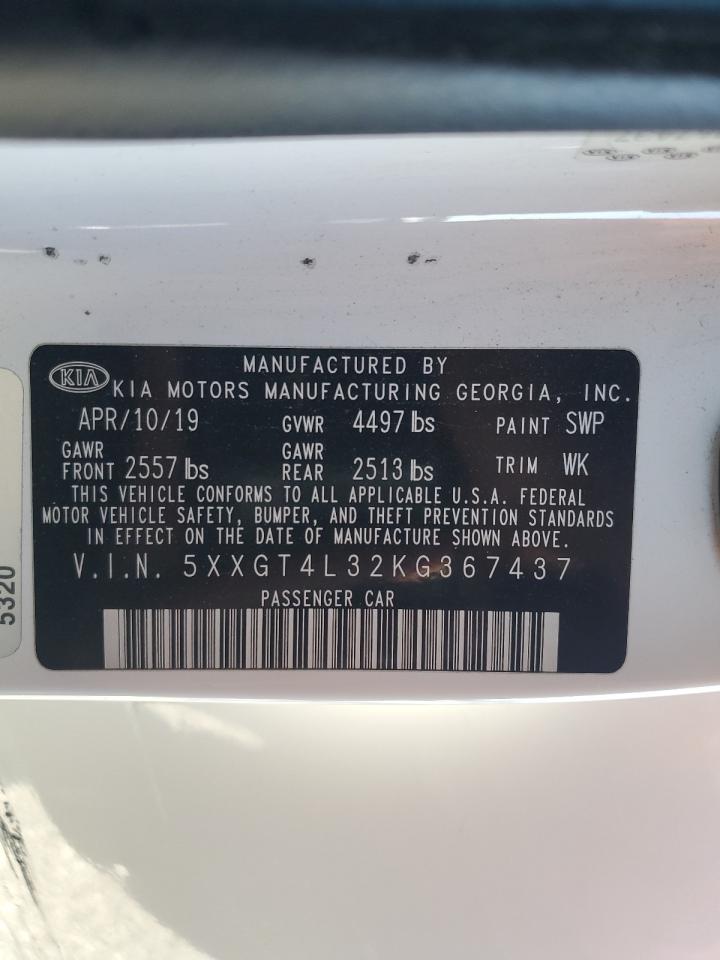 KIA
MANUFACTURED BY
KIA MOTORS MANUFACTURING GEORGIA, INC.
APR/10/19 GVWR 4497 lbs PAINT SWP
GAWR FRONT 2557 lbs GAWR REAR 2513 lbs TRIM WK
THIS VEHICLE CONFORMS TO ALL APPLICABLE U.S.A. FEDERAL
MOTOR VEHICLE SAFETY, BUMPER, AND THEFT PREVENTION STANDARDS
IN EFFECT ON THE DATE OF MANUFACTURE SHOWN ABOVE.
V.I.N. 5XXGT4L32KG367437
PASSENGER CAR
5320